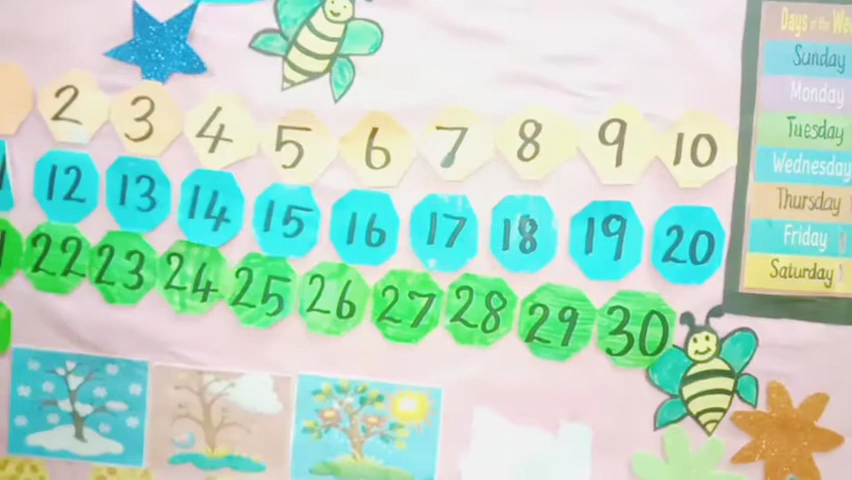 2 3 4 5 6 7 8 9 10
12 13 14 15 16 17 18 19 20
22 23 24 25 26 27 28 29 30
Days of the
Sunday
Monday
Tuesday
Wednesday
Thursday
Friday
Saturday